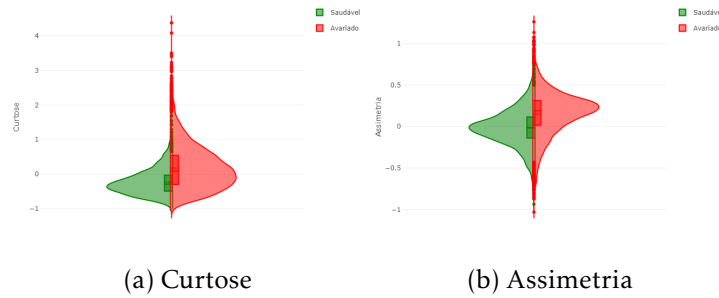 Saudável
Avariado
4
3
2
1
0
−1
Curtose
(a) Curtose
Saudável
Avariado
1
0.5
0
−0.5
−1
Assimetria
(b) Assimetria